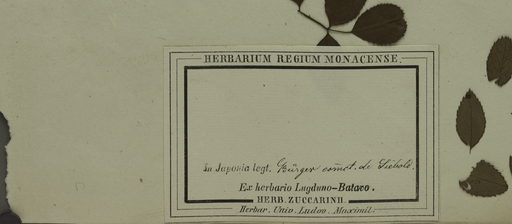 HERBARIUM REGIUM MONACENSE.
In Japonia legt. Bürger com̃. de Siebold.
Ex herbario Lugduno-Batavo.
HERB. ZUCCARINII.
Herbar. Univ. Ludov. Maximil.